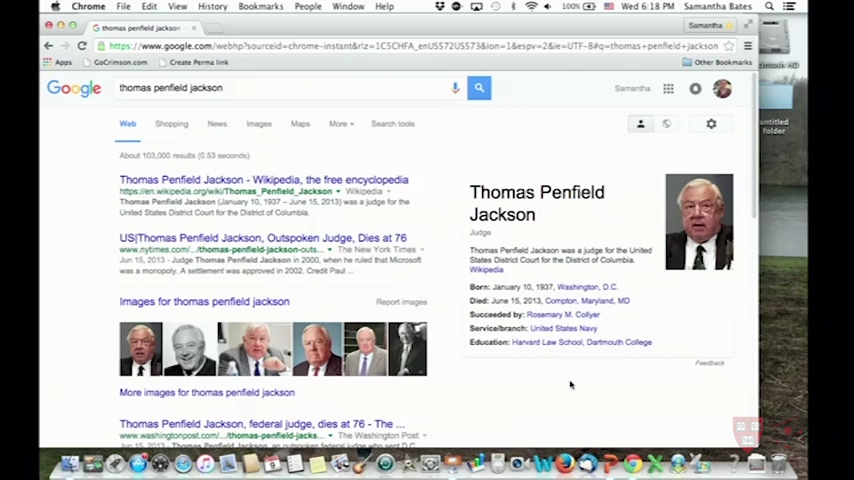 Chrome File Edit View History Bookmarks People Window Help 100% Wed 6:18 PM Samantha Bates
thomas penfield jackson
Samantha
https://www.google.com/webhp?sourceid=chrome-instant&rlz=1C5CHFA_enUS572US573&ion=1&espv=2&ie=UTF-8#q=thomas+penfield+jackson
Apps GoCrimson.com Create Perma link Other Bookmarks
Google thomas penfield jackson Samantha
Web Shopping News Images Maps More Search tools
About 103,000 results (0.53 seconds)
Thomas Penfield Jackson - Wikipedia, the free encyclopedia
https://en.wikipedia.org/wiki/Thomas_Penfield_Jackson Wikipedia
Thomas Penfield Jackson (January 10, 1937 – June 15, 2013) was a judge for the
United States District Court for the District of Columbia.
US|Thomas Penfield Jackson, Outspoken Judge, Dies at 76
www.nytimes.com/.../thomas-penfield-jackson-outs... The New York Times
Jun 15, 2013 - Judge Thomas Penfield Jackson in 2000, when he ruled that Microsoft
was a monopoly. A settlement was approved in 2002. Credit Paul ...
Images for thomas penfield jackson Report images
More images for thomas penfield jackson
Thomas Penfield Jackson, federal judge, dies at 76 - The ...
www.washingtonpost.com/.../thomas-penfield-jacks... The Washington Post
Thomas Penfield
Jackson
Judge
Thomas Penfield Jackson was a judge for the United
States District Court for the District of Columbia.
Wikipedia
Born: January 10, 1937, Washington, D.C.
Died: June 15, 2013, Compton, Maryland, MD
Succeeded by: Rosemary M. Collyer
Service/branch: United States Navy
Education: Harvard Law School, Dartmouth College
Feedback
untitled
folder